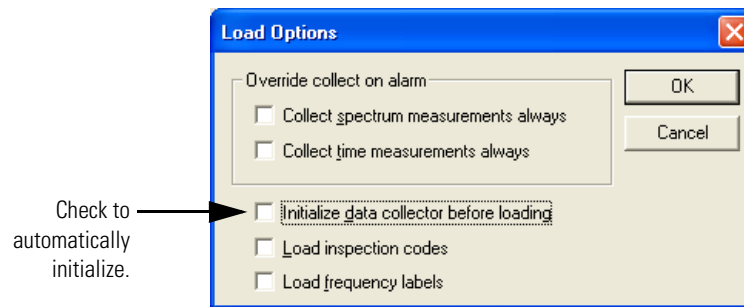 Load Options
Override collect on alarm
Collect spectrum measurements always
Collect time measurements always
OK
Cancel
Check to
automatically
initialize.
Initialize data collector before loading
Load inspection codes
Load frequency labels